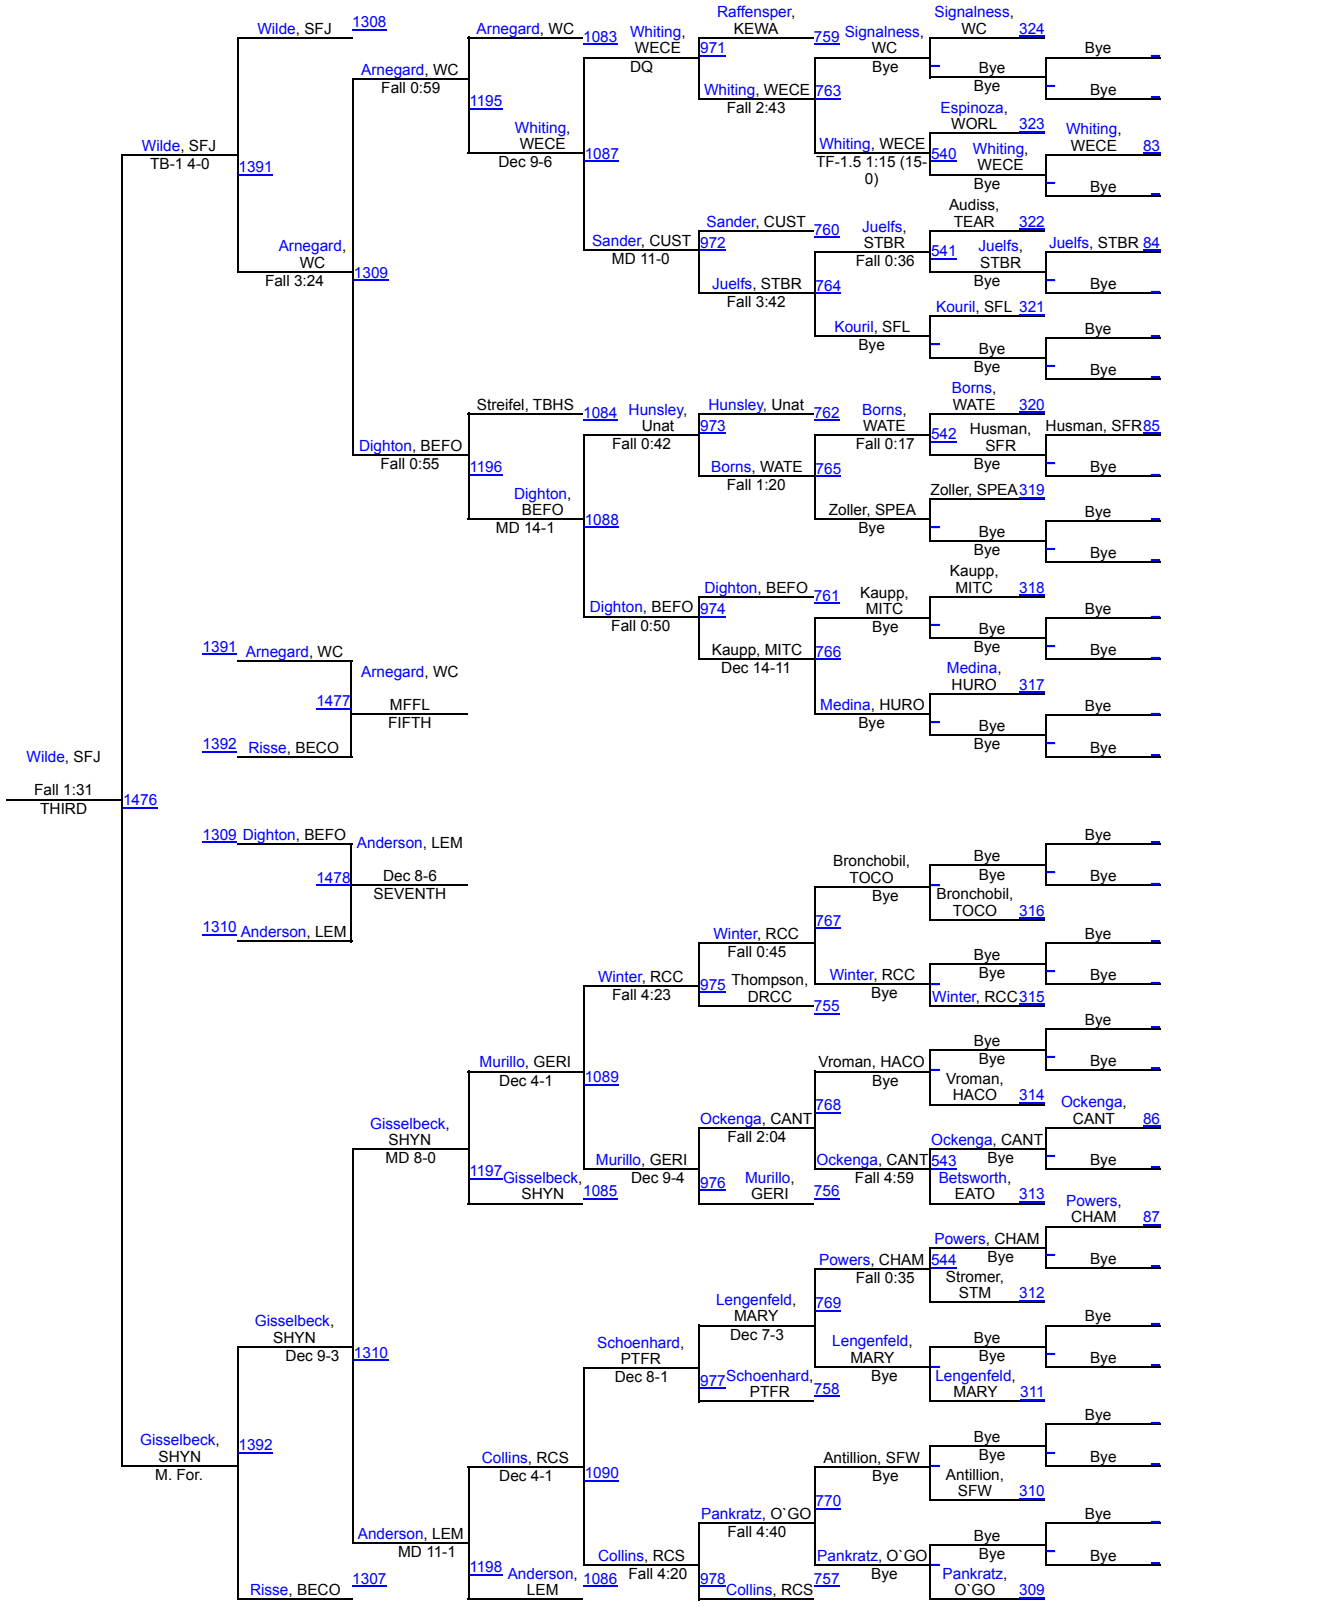 Wilde, SFJ 1308
Arnegard, WC 1083
Whiting,
WECE
DQ
Raffensper,
KEWA 759
Signalness,
WC
Bye
Signalness,
WC 324
Bye
Bye
Bye
Bye
971
Arnegard, WC
Fall 0:59
Whiting, WECE 763
Fall 2:43
1195
Espinoza,
WORL 323
Whiting,
WECE
Dec 9-6
1087
Whiting, WECE 540
TF-1.5 1:15 (15-
0)
Whiting,
WECE
Bye
Whiting,
WECE 83
Bye
Wilde, SFJ
TB-1 4-0
1391
Audiss,
TEAR 322
Sander, CUST 760
Juelfs,
STBR
Fall 0:36
541
Juelfs,
STBR
Bye
Juelfs, STBR 84
Bye
Sander, CUST 972
MD 11-0
Arnegard,
WC
Fall 3:24
1309
Juelfs, STBR 764
Fall 3:42
Kouril, SFL 321
Kouril, SFL
Bye
Bye
Bye
Bye
Bye
Streifel, TBHS 1084
Hunsley,
Unat
Fall 0:42
Hunsley, Unat 762
973
Borns,
WATE
Fall 0:17
Borns,
WATE 320
542
Husman,
SFR
Bye
Husman, SFR 85
Bye
Dighton, BEFO
Fall 0:55
1196
Borns, WATE 765
Fall 1:20
Dighton,
BEFO
MD 14-1
1088
Zoller, SPEA
Bye
Zoller, SPEA 319
Bye
Bye
Bye
Bye
Dighton, BEFO 761
Kaupp,
MITC
Bye
Kaupp,
MITC 318
Bye
Bye
Bye
Bye
Dighton, BEFO 974
Fall 0:50
Kaupp, MITC 766
Dec 14-11
Medina, HURO
Bye
Medina,
HURO 317
Bye
Bye
Bye
Bye
1391 Arnegard, WC
Arnegard, WC
1477 MFFL
FIFTH
1392 Risse, BECO
Wilde, SFJ
Fall 1:31
THIRD
1476
1309 Dighton, BEFO
Anderson, LEM
1478 Dec 8-6
SEVENTH
1310 Anderson, LEM
Bye
Bronchobil,
TOCO
Bye
Bye
Bye
Bye
Bronchobil,
TOCO 316
767
Winter, RCC
Fall 0:45
Bye
Bye
Bye
Bye
Winter, RCC
Fall 4:23
975
Thompson,
DRCC 755
Winter, RCC
Bye
Winter, RCC 315
Bye
Bye
Bye
Bye
Murillo, GERI
Dec 4-1
1089
Vroman, HACO
Bye
Vroman,
HACO 314
768
Ockenga, CANT
Fall 2:04
Ockenga,
CANT 86
Ockenga, CANT
Bye
Bye
Gisselbeck,
SHYN
MD 8-0
Murillo, GERI
Dec 9-4
Ockenga, CANT 543
Fall 4:59
1197
Gisselbeck,
SHYN 1085
976
Murillo,
GERI 756
Betsworth,
EATO 313
Powers,
CHAM 87
Powers, CHAM
Bye
Bye
Powers, CHAM 544
Fall 0:35
Stromer,
STM 312
Lengenfeld,
MARY
Dec 7-3
769
Bye
Bye
Bye
Bye
Gisselbeck,
SHYN
Dec 9-3
1310
Schoenhard,
PTFR
Dec 8-1
Lengenfeld,
MARY
Bye
977
Schoenhard,
PTFR 758
Lengenfeld,
MARY 311
Gisselbeck,
SHYN
M. For.
1392
Bye
Bye
Bye
Bye
Collins, RCS
Dec 4-1
1090
Antillion, SFW
Bye
Antillion,
SFW 310
770
Pankratz, O`GO
Fall 4:40
Bye
Bye
Bye
Bye
Anderson, LEM
MD 11-1
Collins, RCS
Fall 4:20
Pankratz, O`GO
Bye
1198
Anderson,
LEM 1086
978
Collins, RCS 757
Pankratz,
O`GO 309
Risse, BECO 1307